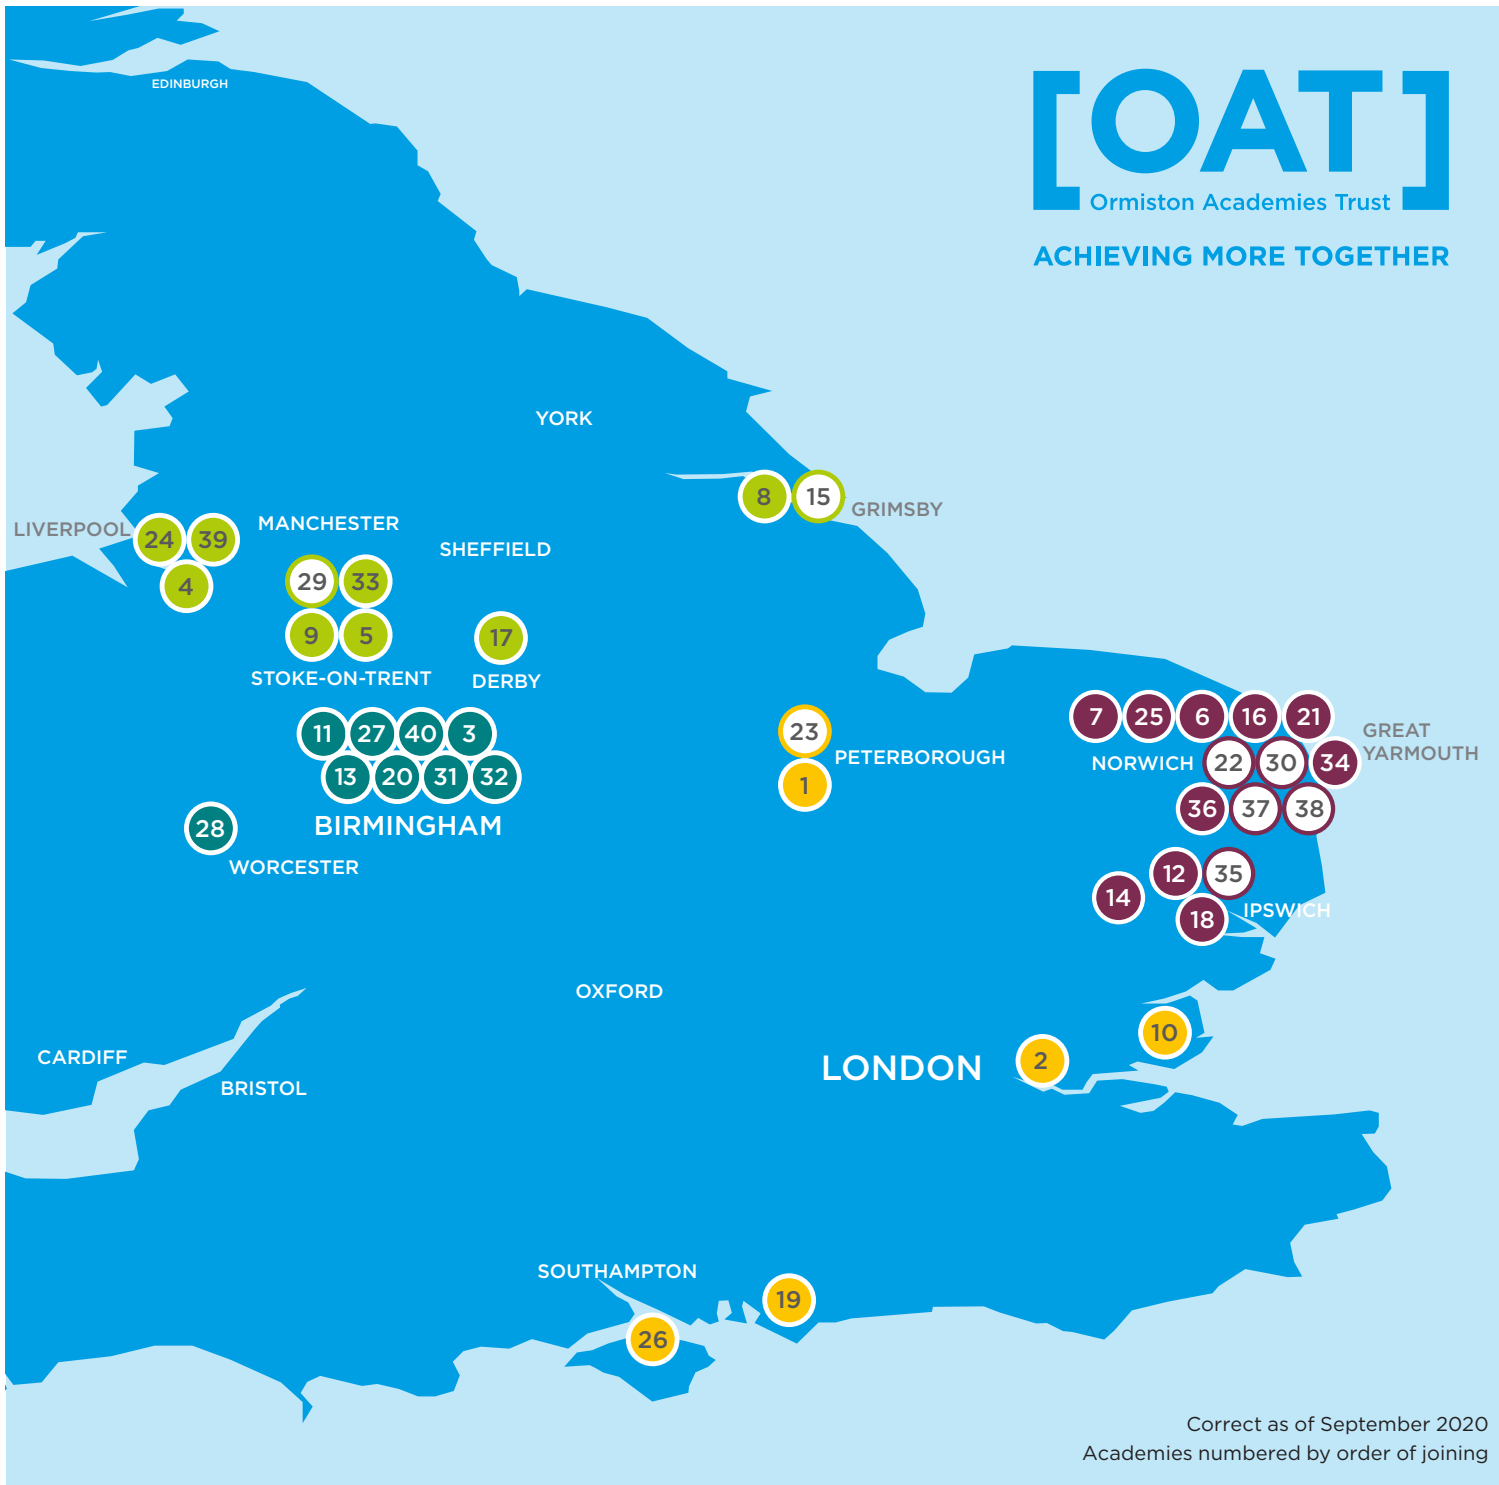 EDINBURGH
[OAT]
Ormiston Academies Trust
ACHIEVING MORE TOGETHER
YORK
8 15
GRIMSBY
LIVERPOOL
24 39
4
MANCHESTER
SHEFFIELD
29 33
9 5
STOKE-ON-TRENT
17
DERBY
11 27 40 3
13 20 31 32
BIRMINGHAM
28
WORCESTER
23
PETERBOROUGH
1
7 25 6 16 21
GREAT
YARMOUTH
NORWICH
22 30 34
36 37 38
12 35
14
18
IPSWICH
OXFORD
CARDIFF
BRISTOL
LONDON
2
10
SOUTHAMPTON
19
26
Correct as of September 2020
Academies numbered by order of joining